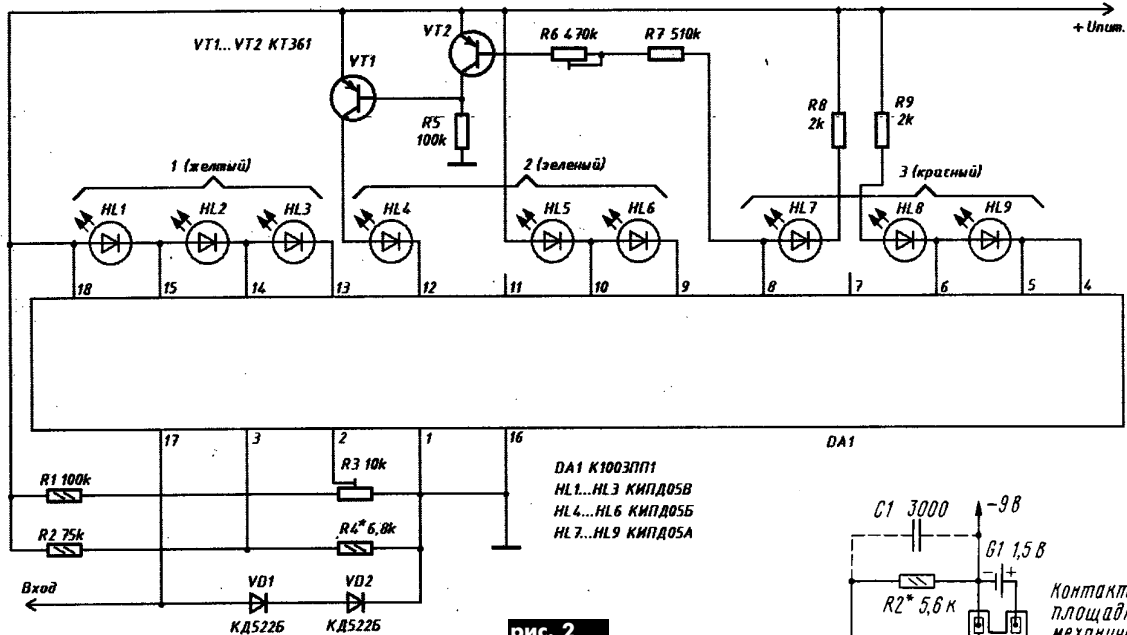 + Uпит.
VT1...VT2 КТ361
VT2
VT1
R6 470k
R7 510k
R5
100k
R8
2k
R9
2k
1 (желтый)
2 (зеленый)
3 (красный)
HL1
HL2
HL3
HL4
HL5
HL6
HL7
HL8
HL9
18
15
14
13
12
11
10
9
8
7
6
5
4
17
3
2
1
16
DA1
R1 100k
R3 10k
R2 75k
R4* 6,8k
Вход
VD1
VD2
КД522Б
КД522Б
DA1 К1003ПП1
HL1...HL3 КИПД05В
HL4...HL6 КИПД05Б
HL7...HL9 КИПД05А
рис. 2
C1 3000
-9В
G1 1,5 В
- +
R2* 5,6 к